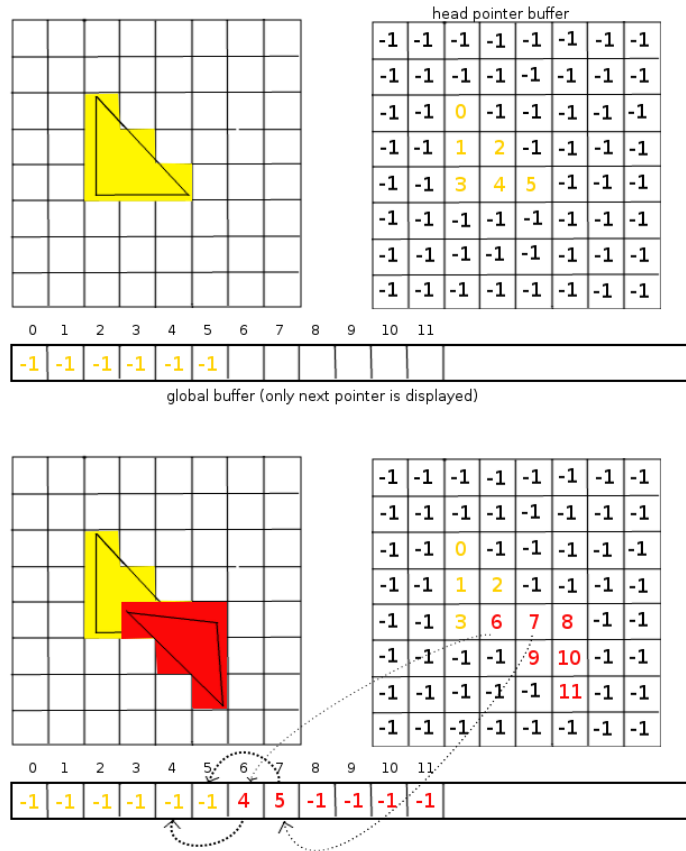 head pointer buffer
-1 -1 -1 -1 -1 -1 -1 -1
-1 -1 -1 -1 -1 -1 -1 -1
-1 -1 0 -1 -1 -1 -1 -1
-1 -1 1 2 -1 -1 -1 -1
-1 -1 3 4 5 -1 -1 -1
-1 -1 -1 -1 -1 -1 -1 -1
-1 -1 -1 -1 -1 -1 -1 -1
-1 -1 -1 -1 -1 -1 -1 -1
0 1 2 3 4 5 6 7 8 9 10 11
-1 -1 -1 -1 -1 -1
global buffer (only next pointer is displayed)
-1 -1 -1 -1 -1 -1 -1 -1
-1 -1 -1 -1 -1 -1 -1 -1
-1 -1 0 -1 -1 -1 -1 -1
-1 -1 1 2 -1 -1 -1 -1
-1 -1 3 6 7 8 -1 -1
-1 -1 -1 -1 9 10 -1 -1
-1 -1 -1 -1 -1 11 -1 -1
-1 -1 -1 -1 -1 -1 -1 -1
0 1 2 3 4 5 6 7 8 9 10 11
-1 -1 -1 -1 -1 -1 4 5 -1 -1 -1 -1